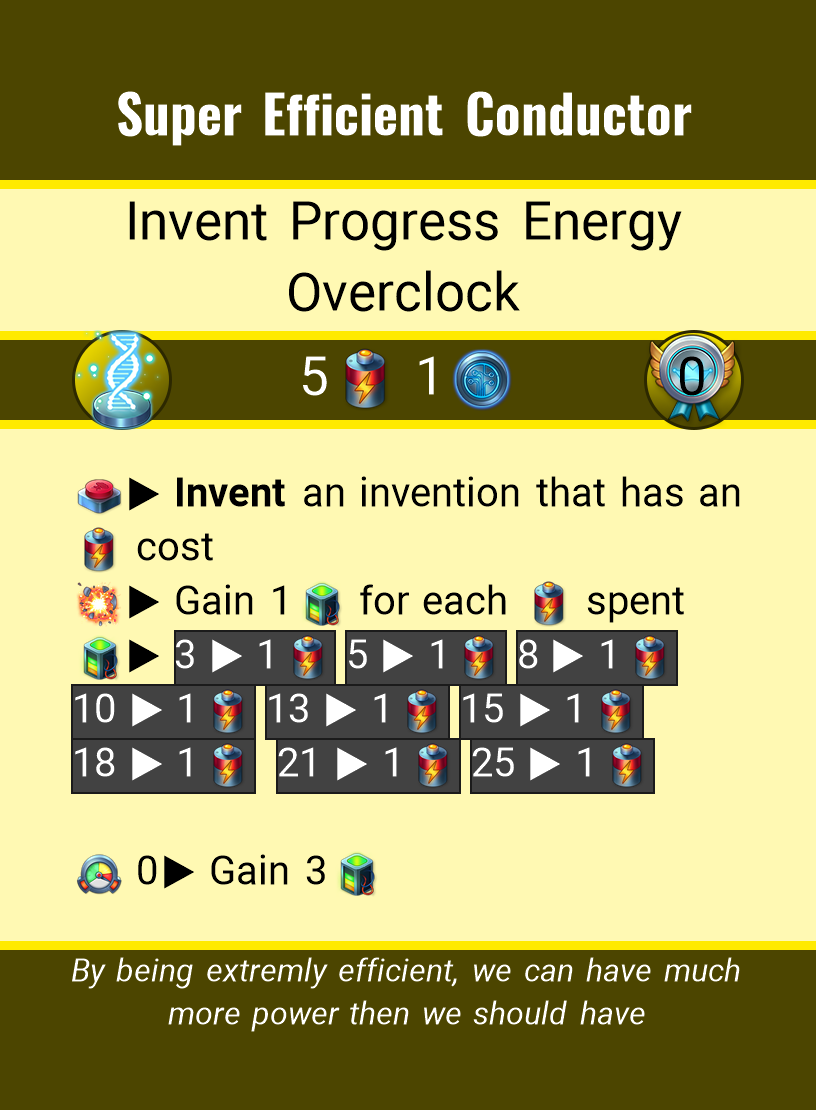 Super Efficient Conductor
Invent Progress Energy
Overclock
5 1 0
▶ Invent an invention that has an
cost
▶ Gain 1 for each spent
▶ 3 ▶ 1 5 ▶ 1 8 ▶ 1
10 ▶ 1 13 ▶ 1 15 ▶ 1
18 ▶ 1 21 ▶ 1 25 ▶ 1
0▶ Gain 3
By being extremly efficient, we can have much
more power then we should have